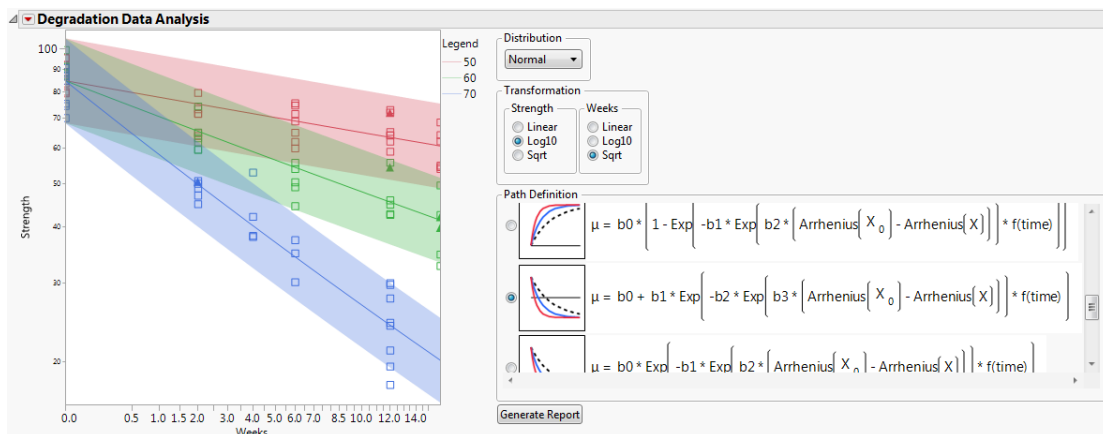 Degradation Data Analysis
100
90
80
70
60
50
40
30
20
Strength
0.0 0.5 1.0 1.5 2.0 3.0 4.0 5.0 6.0 7.0 8.5 10.0 12.0 14.0
Weeks
Legend
50
60
70
Distribution
Normal
Transformation
Strength
Linear
Log10
Sqrt
Weeks
Linear
Log10
Sqrt
Path Definition
μ = b0 * ( 1 - Exp( -b1 * Exp( b2 * ( Arrhenius( X 0 ) - Arrhenius( X ) ) ) * f(time) ) )
μ = b0 + b1 * Exp( -b2 * Exp( b3 * ( Arrhenius( X 0 ) - Arrhenius( X ) ) ) * f(time) )
μ = b0 * Exp( -b1 * Exp( b2 * ( Arrhenius( X 0 ) - Arrhenius( X ) ) ) * f(time) )
Generate Report